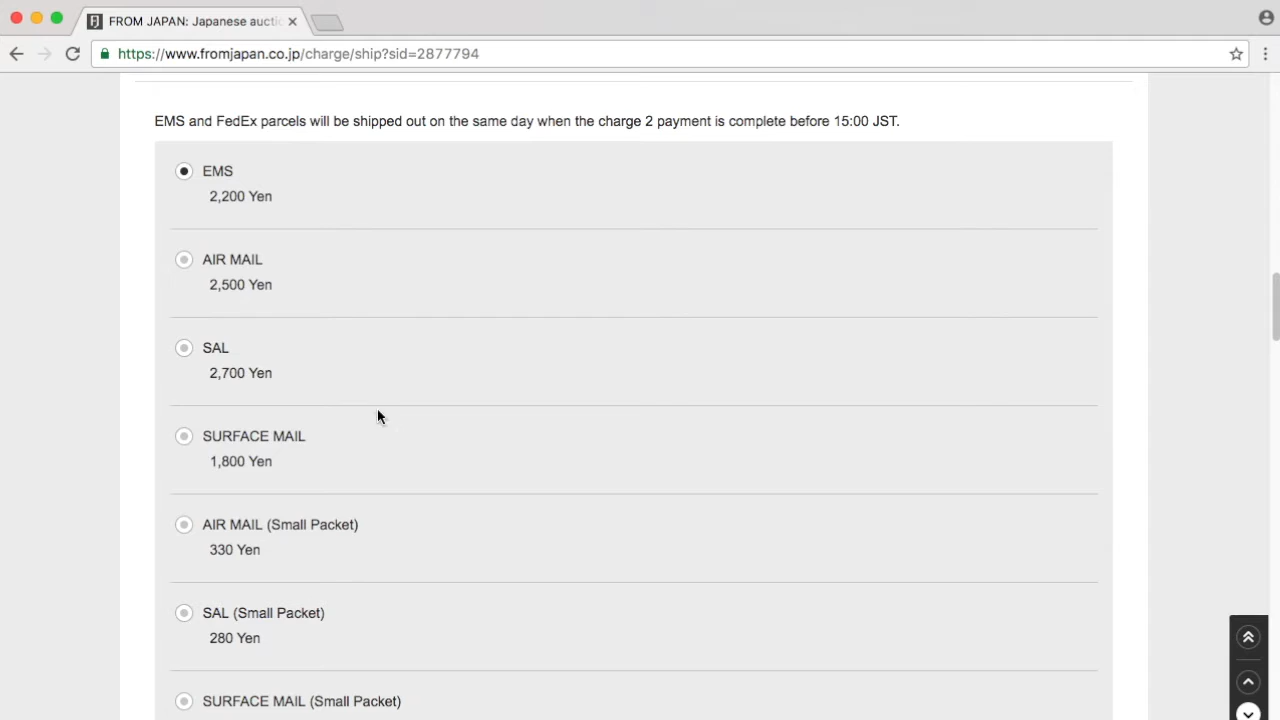 FROM JAPAN: Japanese aucti
https://www.fromjapan.co.jp/charge/ship?sid=2877794
EMS and FedEx parcels will be shipped out on the same day when the charge 2 payment is complete before 15:00 JST.
EMS
2,200 Yen
AIR MAIL
2,500 Yen
SAL
2,700 Yen
SURFACE MAIL
1,800 Yen
AIR MAIL (Small Packet)
330 Yen
SAL (Small Packet)
280 Yen
SURFACE MAIL (Small Packet)